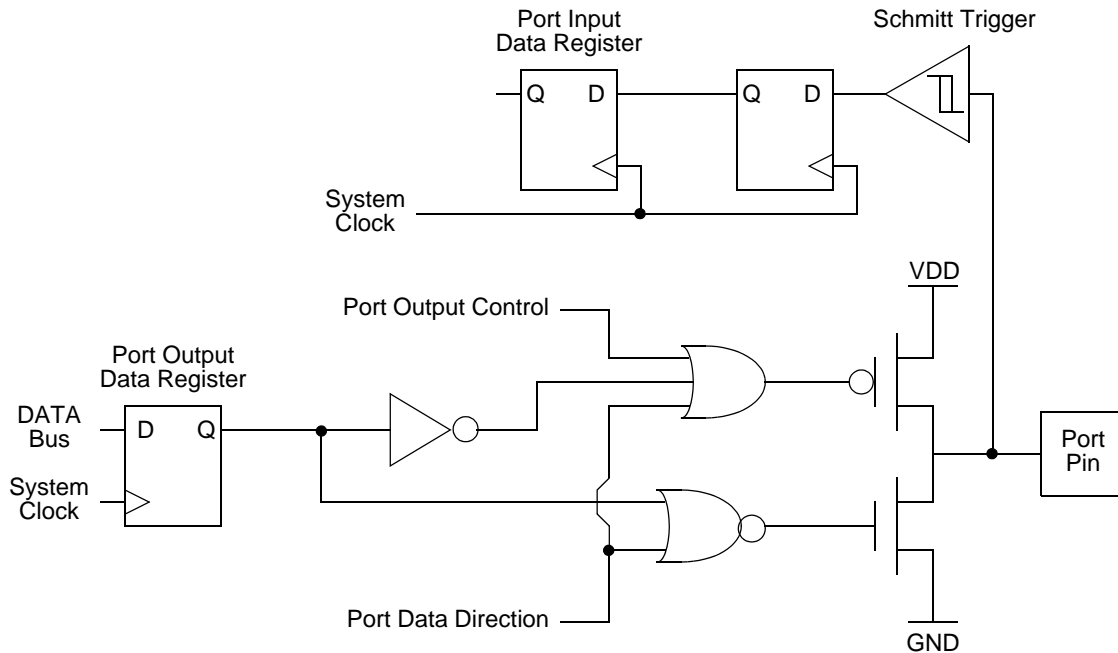 Port Input
Data Register
Schmitt Trigger
Q D
Q D
System
Clock
VDD
Port Output Control
Port Output
Data Register
DATA
Bus
D Q
System
Clock
Port
Pin
Port Data Direction
GND